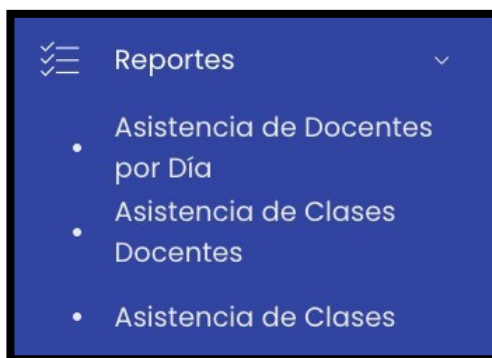 Reportes
Asistencia de Docentes
por Día
Asistencia de Clases
Docentes
Asistencia de Clases